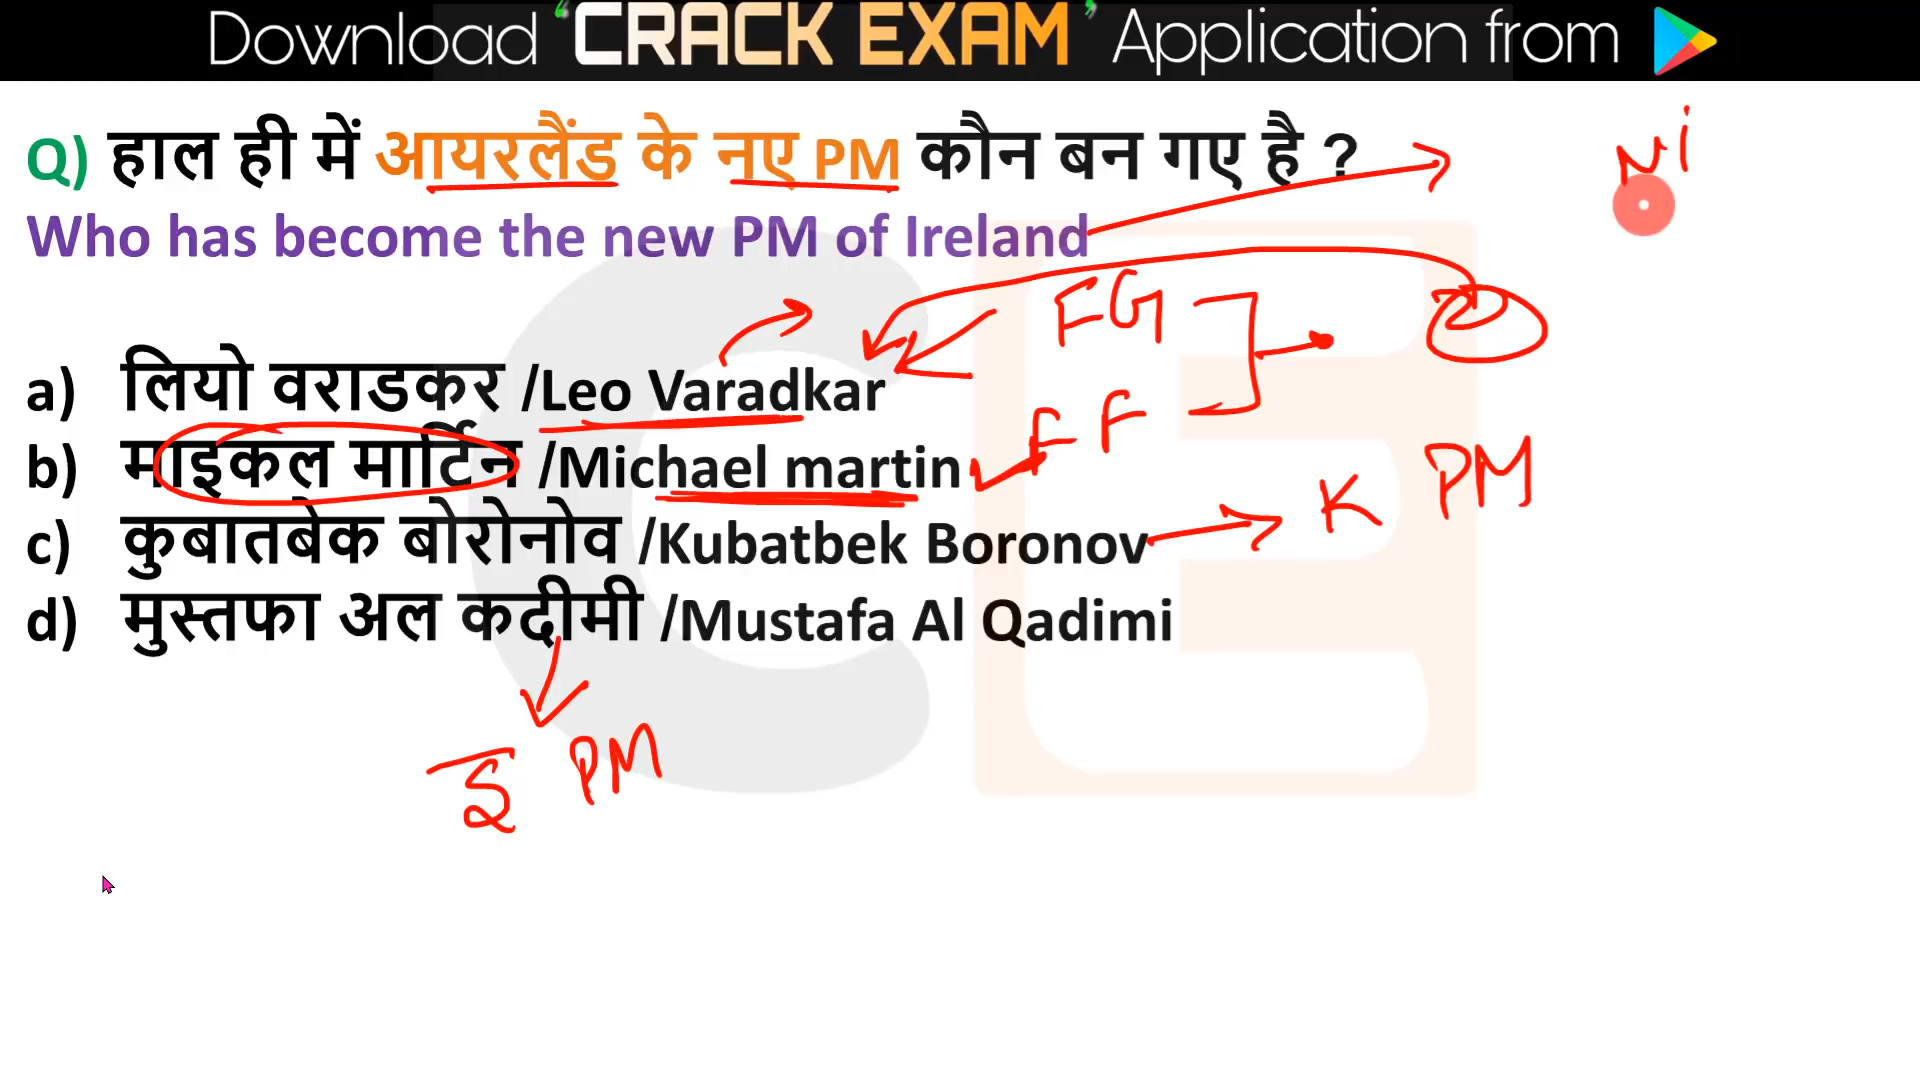 Download ‘CRACK EXAM’ Application from
Q) हाल ही में आयरलैंड के नए PM कौन बन गए है ?
Ni
Who has become the new PM of Ireland
FG
a) लियो वराडकर /Leo Varadkar
FF
b) माइकल मार्टिन /Michael martin
K PM
c) कुबातबेक बोरोनोव /Kubatbek Boronov
d) मुस्तफा अल कदीमी /Mustafa Al Qadimi
PM